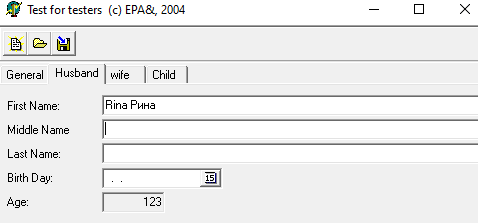 Test for testers (c) EPA&, 2004
General Husband wife Child
First Name: Rina Рина
Middle Name
Last Name:
Birth Day: . . 15
Age: 123